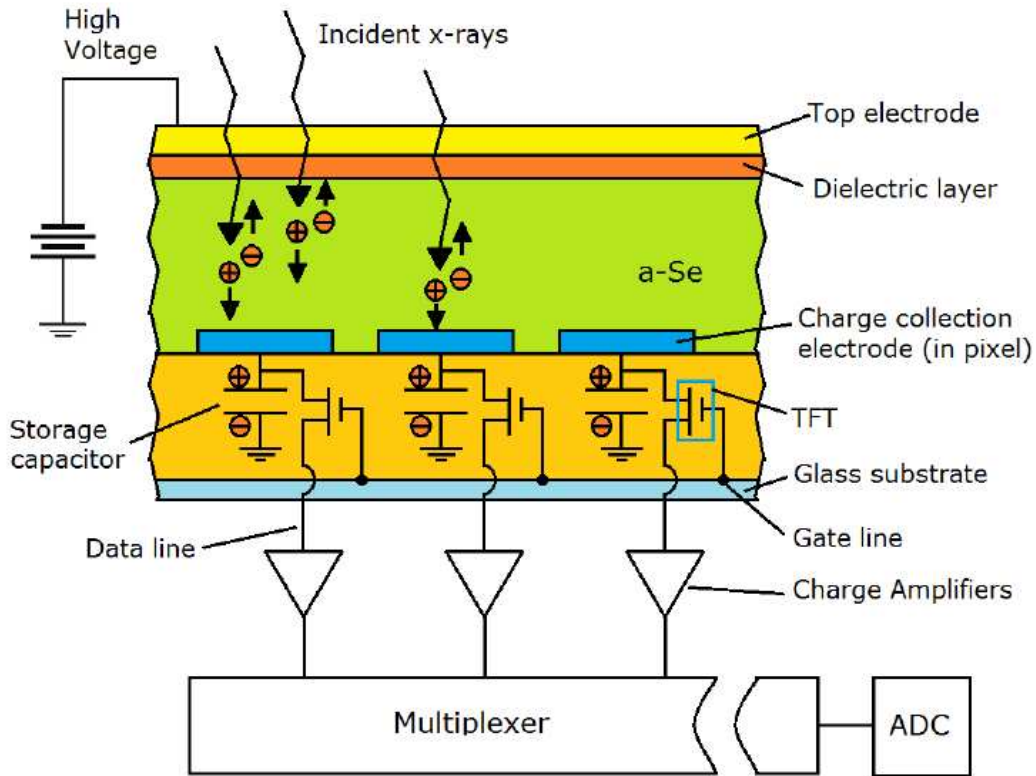 High
Voltage
Incident x-rays
Top electrode
Dielectric layer
a-Se
Charge collection
electrode (in pixel)
TFT
Storage
capacitor
Glass substrate
Data line
Gate line
Charge Amplifiers
Multiplexer
ADC